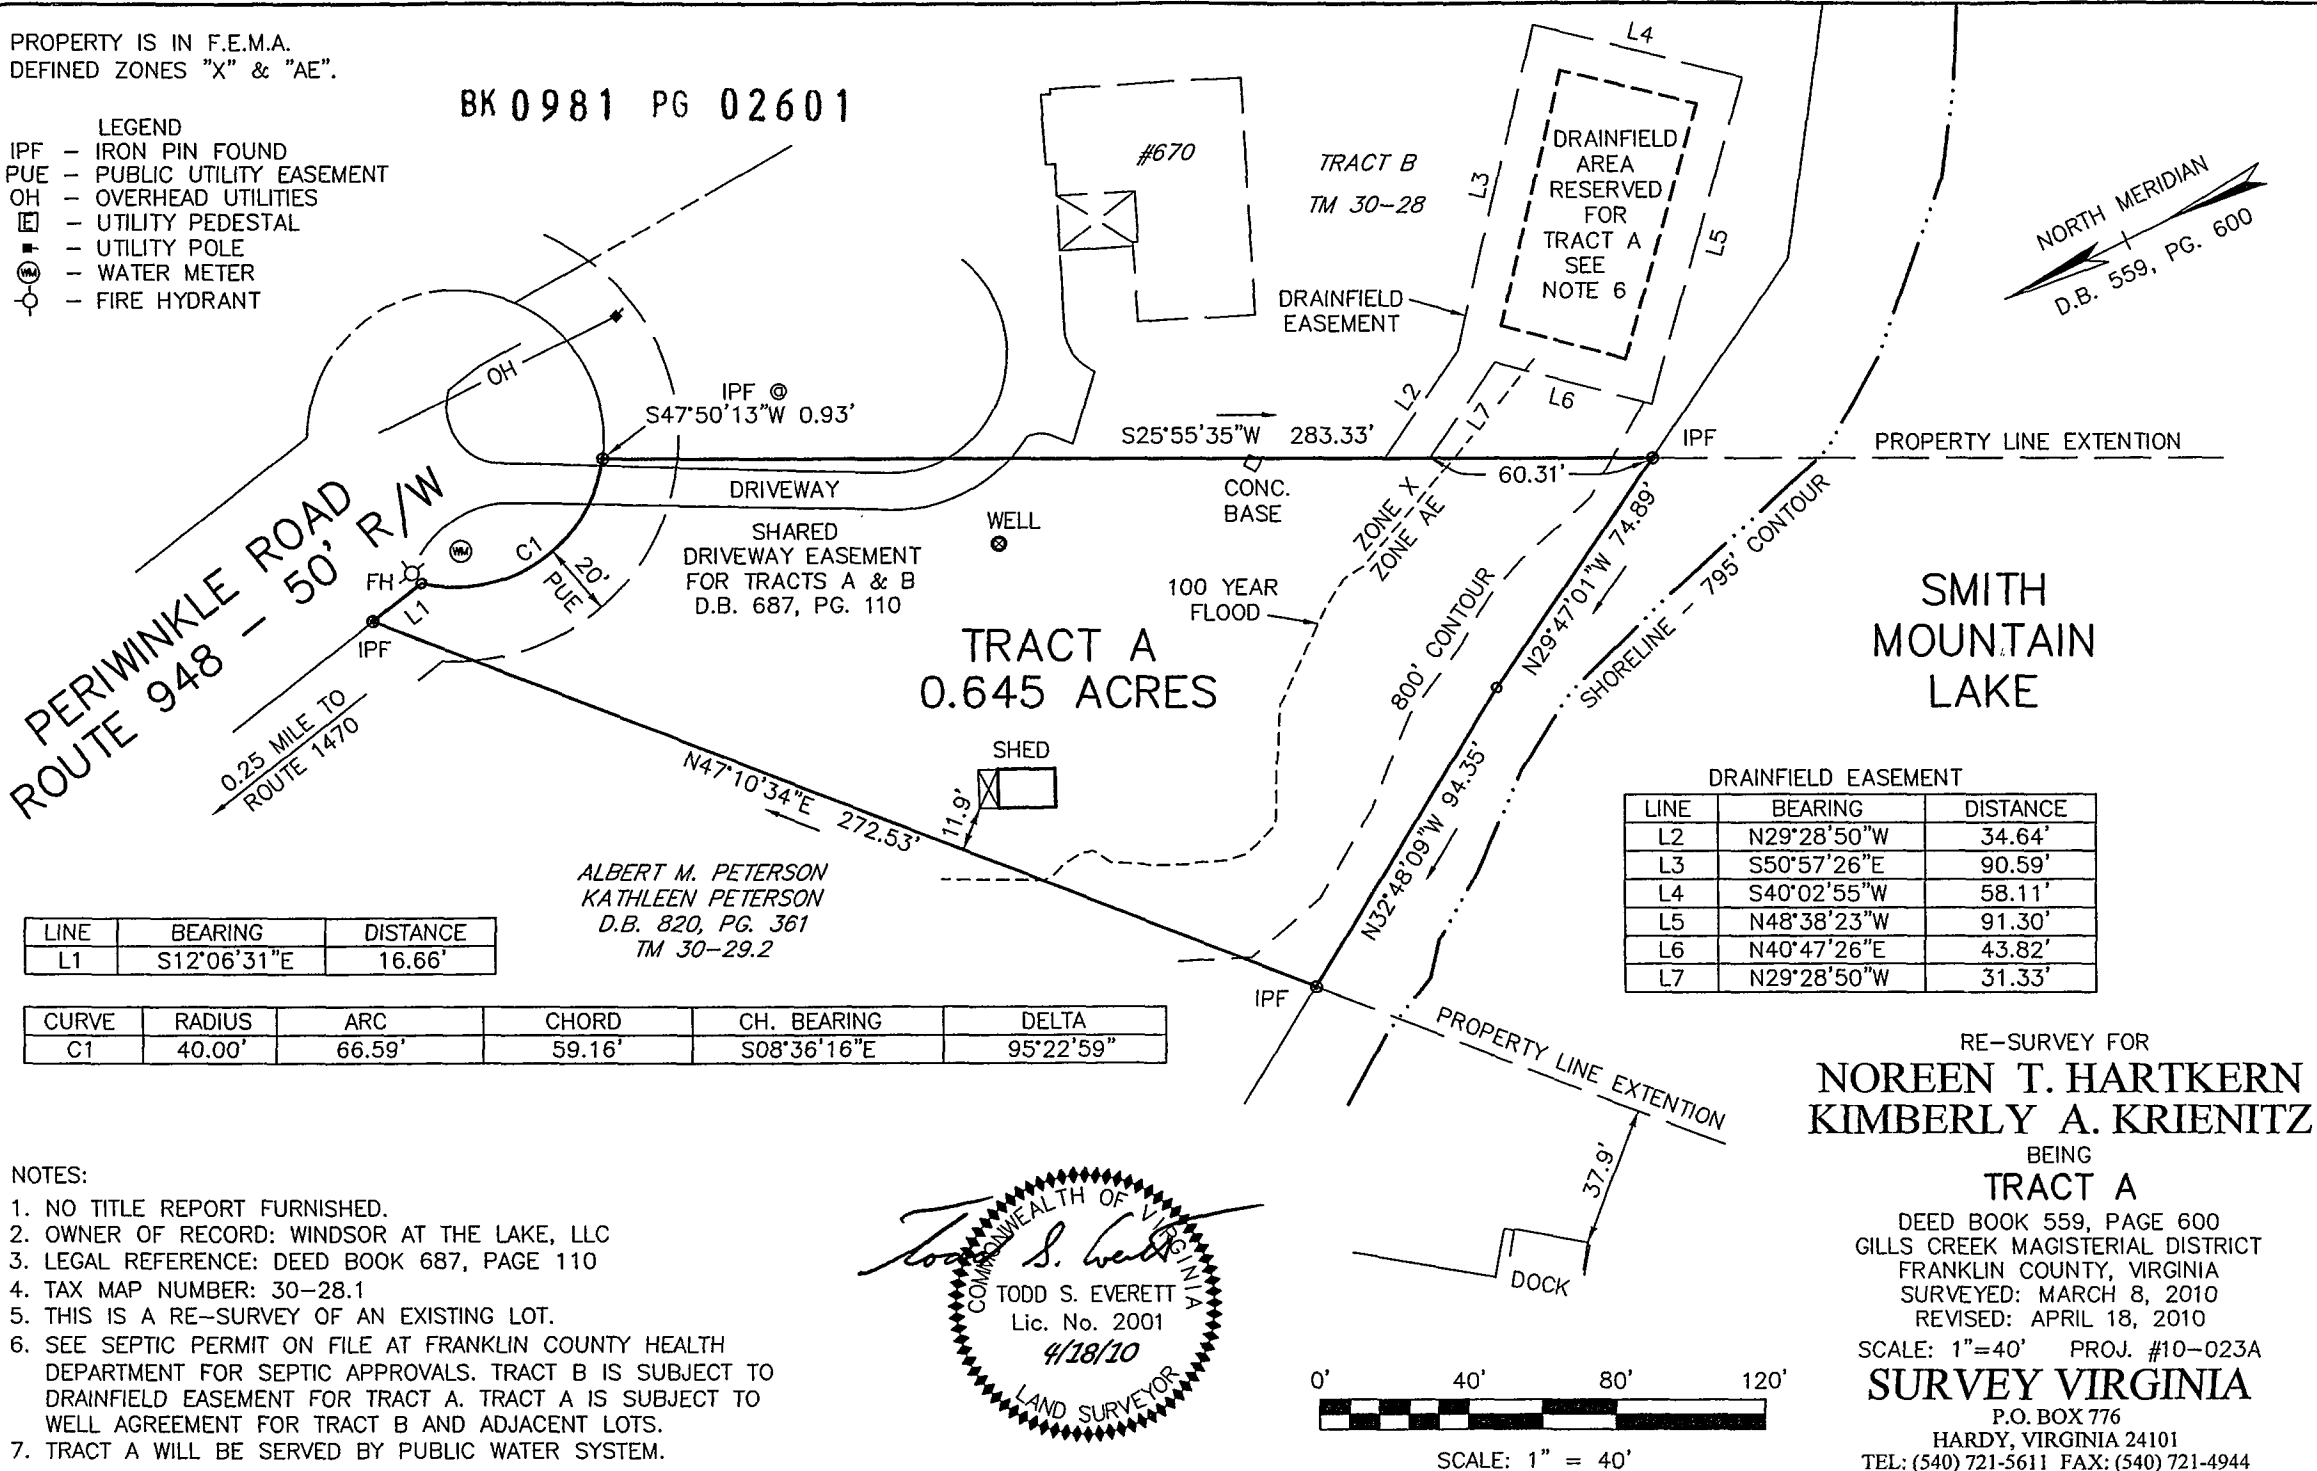 PROPERTY IS IN F.E.M.A.
DEFINED ZONES "X" & "AE".
BK 0981 PG 02601
LEGEND
IPF – IRON PIN FOUND
PUE – PUBLIC UTILITY EASEMENT
OH – OVERHEAD UTILITIES
E – UTILITY PEDESTAL
– UTILITY POLE
WM – WATER METER
– FIRE HYDRANT
#670
TRACT B
TM 30-28
L4
L3
L5
DRAINFIELD
AREA
RESERVED
FOR
TRACT A
SEE
NOTE 6
DRAINFIELD
EASEMENT
L2
L7
L6
NORTH MERIDIAN
D.B. 559, PG. 600
OH
IPF @
S47°50'13"W 0.93'
S25°55'35"W 283.33'
IPF
PROPERTY LINE EXTENTION
60.31'
DRIVEWAY
CONC.
BASE
WELL
SHARED
DRIVEWAY EASEMENT
FOR TRACTS A & B
D.B. 687, PG. 110
ZONE X
ZONE AE
N29°47'01"W 74.89'
SHORELINE - 795' CONTOUR
800' CONTOUR
100 YEAR
FLOOD
WM
C1
20'
PUE
FH
L1
IPF
PERIWINKLE ROAD
ROUTE 948 – 50' R/W
0.25 MILE TO
ROUTE 1470
TRACT A
0.645 ACRES
SMITH
MOUNTAIN
LAKE
SHED
11.9'
N47°10'34"E 272.53'
N32°48'09"W 94.35'
ALBERT M. PETERSON
KATHLEEN PETERSON
D.B. 820, PG. 361
TM 30-29.2
DRAINFIELD EASEMENT
LINE BEARING DISTANCE
L2 N29°28'50"W 34.64'
L3 S50°57'26"E 90.59'
L4 S40°02'55"W 58.11'
L5 N48°38'23"W 91.30'
L6 N40°47'26"E 43.82'
L7 N29°28'50"W 31.33'
LINE BEARING DISTANCE
L1 S12°06'31"E 16.66'
CURVE RADIUS ARC CHORD CH. BEARING DELTA
C1 40.00' 66.59' 59.16' S08°36'16"E 95°22'59"
IPF
PROPERTY LINE EXTENTION
37.9'
DOCK
RE-SURVEY FOR
NOREEN T. HARTKERN
KIMBERLY A. KRIENITZ
BEING
TRACT A
DEED BOOK 559, PAGE 600
GILLS CREEK MAGISTERIAL DISTRICT
FRANKLIN COUNTY, VIRGINIA
SURVEYED: MARCH 8, 2010
REVISED: APRIL 18, 2010
SCALE: 1"=40' PROJ. #10-023A
SURVEY VIRGINIA
P.O. BOX 776
HARDY, VIRGINIA 24101
TEL: (540) 721-5611 FAX: (540) 721-4944
NOTES:
1. NO TITLE REPORT FURNISHED.
2. OWNER OF RECORD: WINDSOR AT THE LAKE, LLC
3. LEGAL REFERENCE: DEED BOOK 687, PAGE 110
4. TAX MAP NUMBER: 30-28.1
5. THIS IS A RE-SURVEY OF AN EXISTING LOT.
6. SEE SEPTIC PERMIT ON FILE AT FRANKLIN COUNTY HEALTH
DEPARTMENT FOR SEPTIC APPROVALS. TRACT B IS SUBJECT TO
DRAINFIELD EASEMENT FOR TRACT A. TRACT A IS SUBJECT TO
WELL AGREEMENT FOR TRACT B AND ADJACENT LOTS.
7. TRACT A WILL BE SERVED BY PUBLIC WATER SYSTEM.
COMMONWEALTH OF VIRGINIA
Todd S. Everett
TODD S. EVERETT
Lic. No. 2001
4/18/10
LAND SURVEYOR
0' 40' 80' 120'
SCALE: 1" = 40'